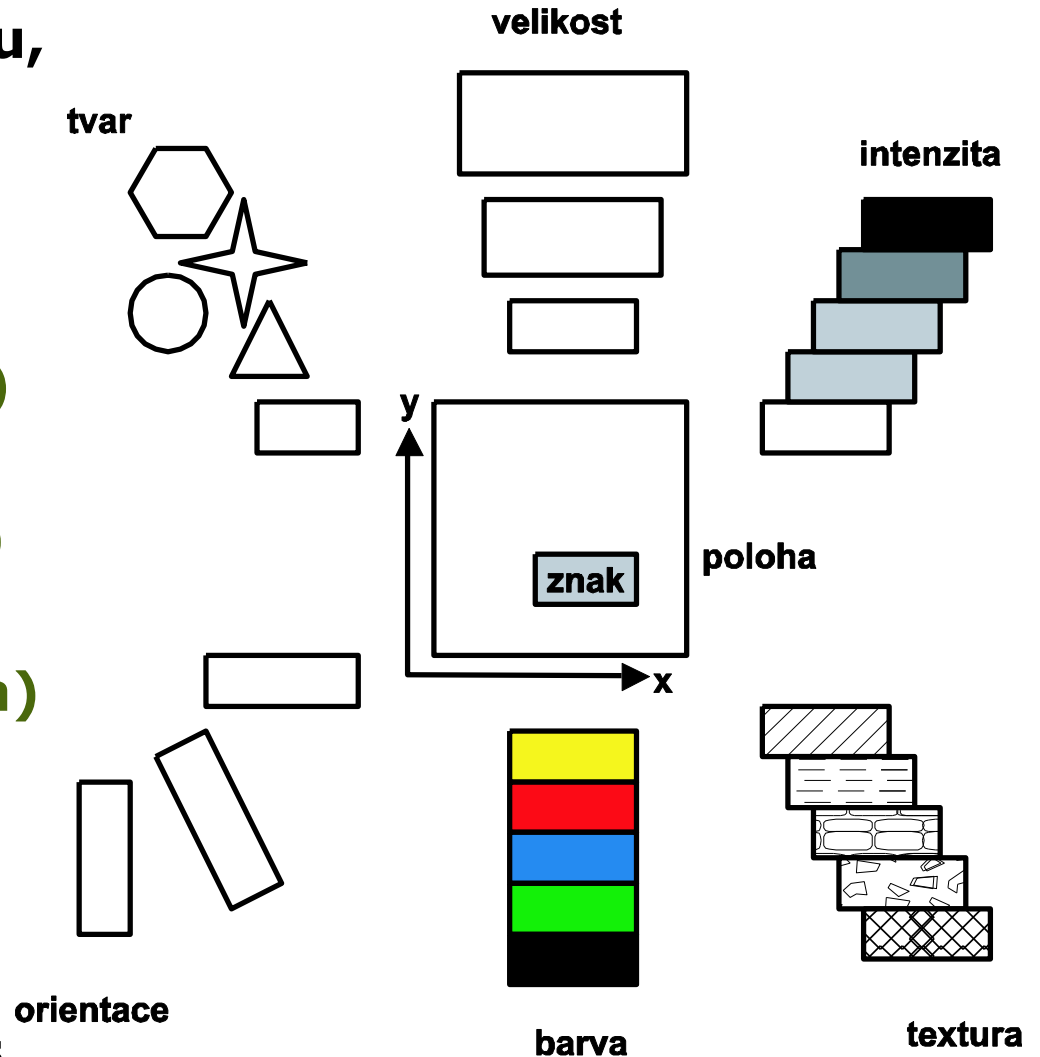 velikost
u,
tvar
intenzita
)
y
poloha
znak
)
x
)
orientace
textura
barva